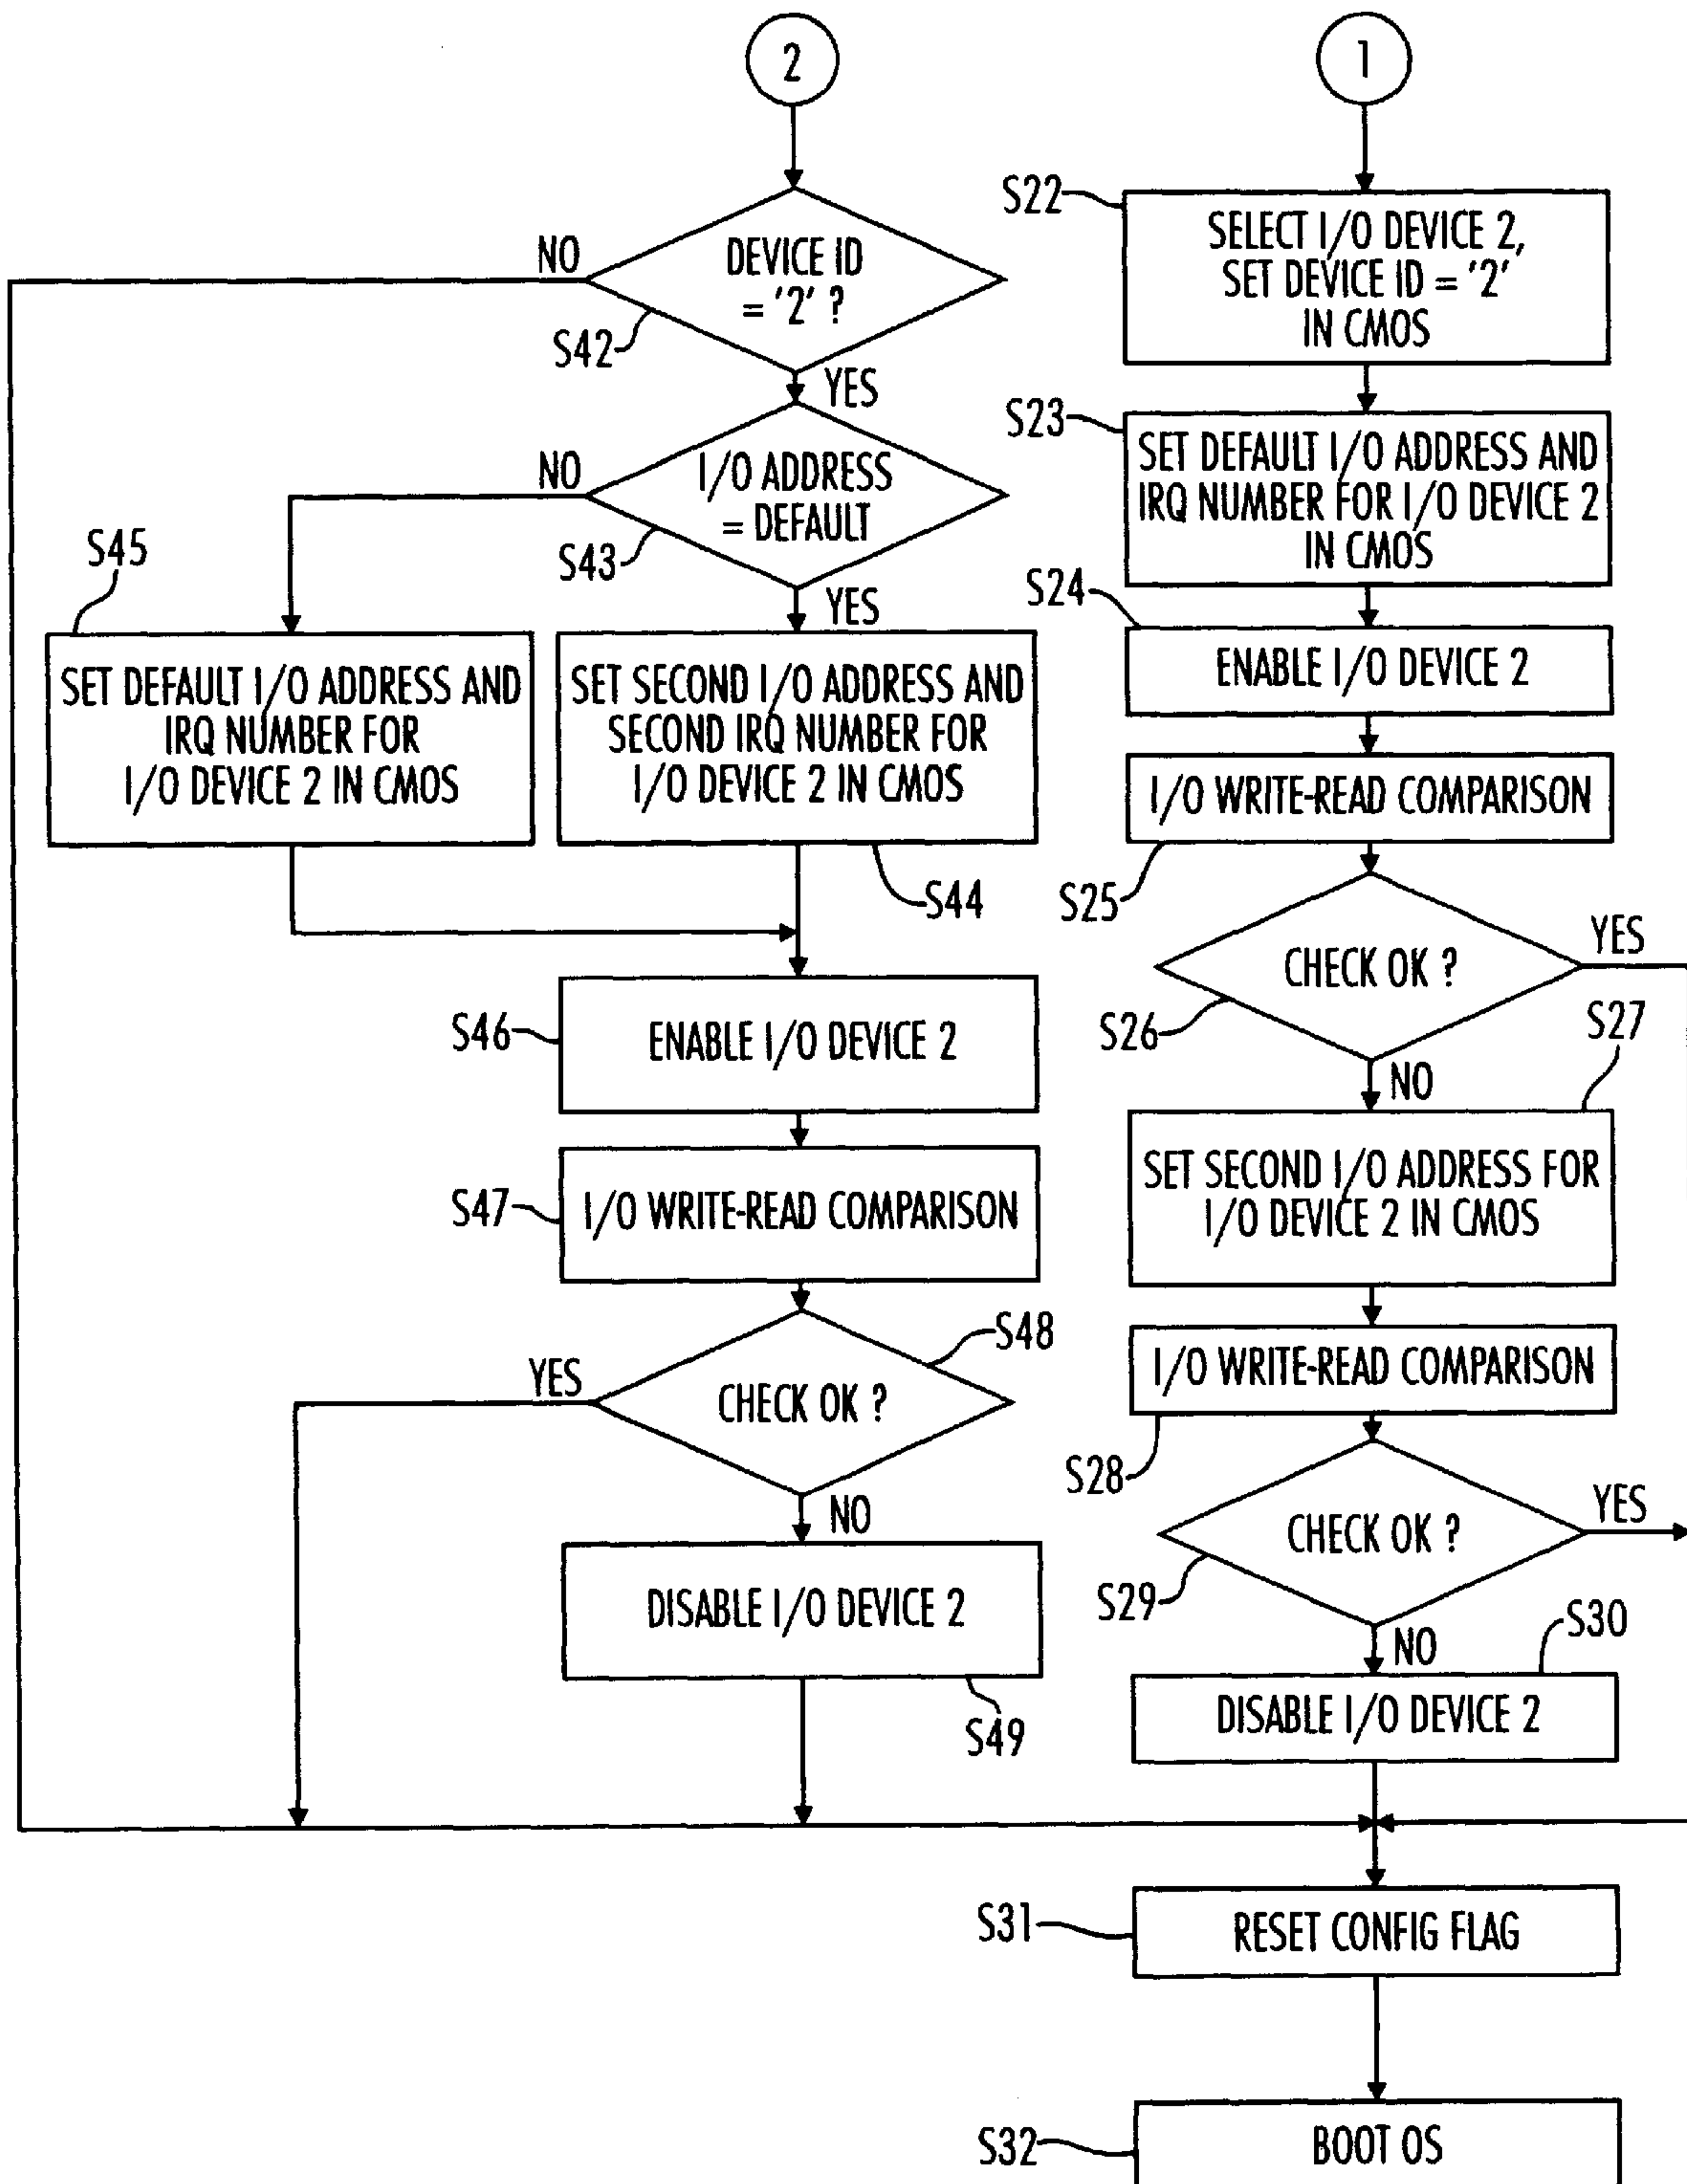 2
DEVICE ID
= '2' ?
NO
S42
YES
I/O ADDRESS
= DEFAULT
NO
S43
YES
S45
SET DEFAULT I/O ADDRESS AND
IRQ NUMBER FOR
I/O DEVICE 2 IN CMOS
SET SECOND I/O ADDRESS AND
SECOND IRQ NUMBER FOR
I/O DEVICE 2 IN CMOS
S44
S46
ENABLE I/O DEVICE 2
S47
I/O WRITE-READ COMPARISON
S48
CHECK OK ?
YES
NO
DISABLE I/O DEVICE 2
S49
1
S22
SELECT I/O DEVICE 2,
SET DEVICE ID = '2'
IN CMOS
S23
SET DEFAULT I/O ADDRESS AND
IRQ NUMBER FOR I/O DEVICE 2
IN CMOS
S24
ENABLE I/O DEVICE 2
I/O WRITE-READ COMPARISON
S25
CHECK OK ?
YES
S26
NO
S27
SET SECOND I/O ADDRESS FOR
I/O DEVICE 2 IN CMOS
I/O WRITE-READ COMPARISON
S28
CHECK OK ?
YES
S29
NO
S30
DISABLE I/O DEVICE 2
S31
RESET CONFIG FLAG
S32
BOOT OS